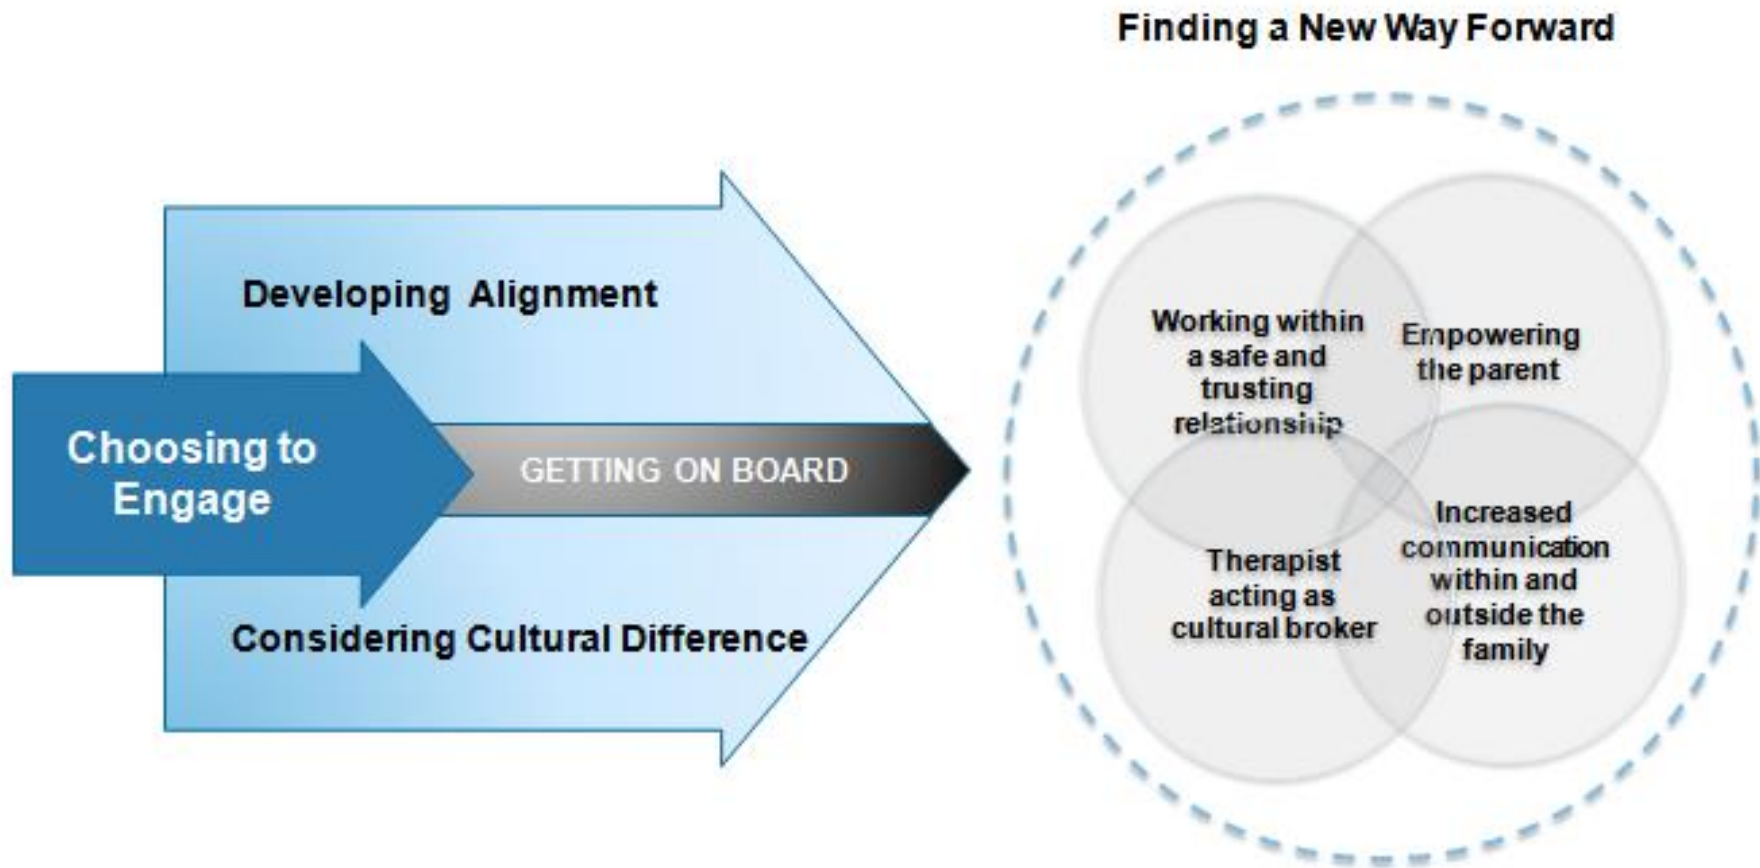 Finding a New Way Forward
Developing Alignment
Choosing to
Engage
GETTING ON BOARD
Considering Cultural Difference
Working within
a safe and
trusting
relationship
Empowering
the parent
Therapist
acting as
cultural broker
Increased
communication
within and
outside the
family